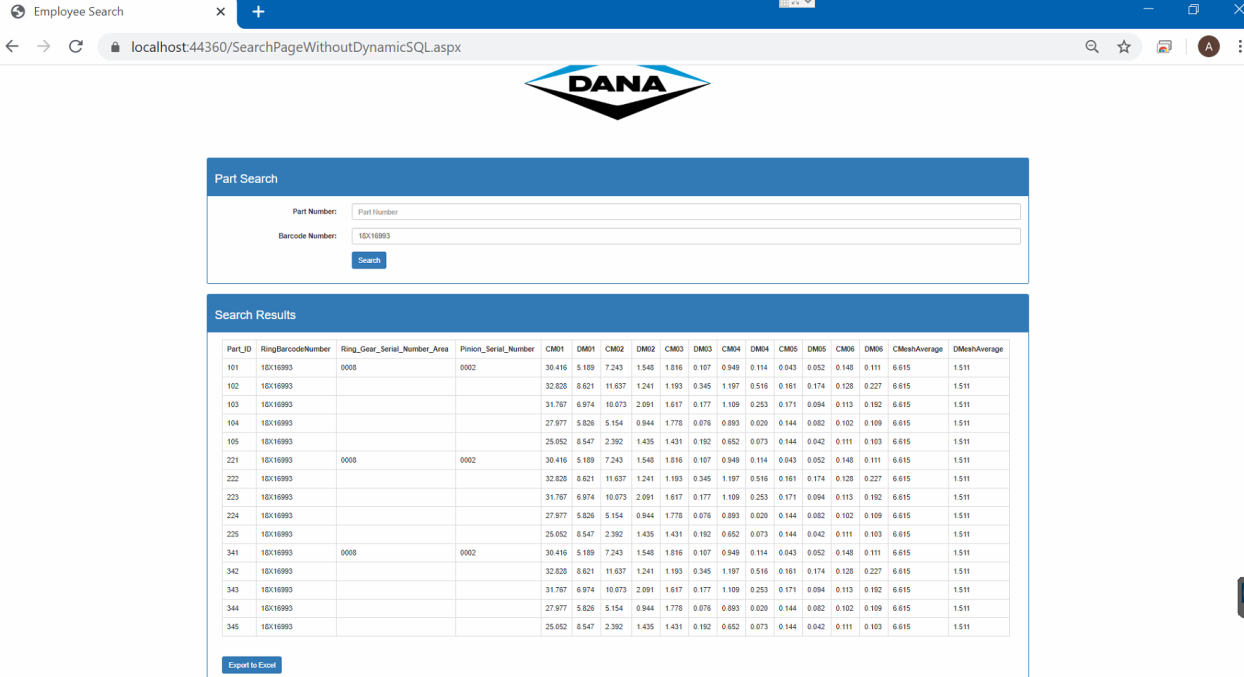 Employee Search
localhost:44360/SearchPageWithoutDynamicSQL.aspx
A
DANA
Part Search
Part Number: Part Number
Barcode Number: 18X16993
Search
Search Results
Part_ID RingBarcodeNumber Ring_Gear_Serial_Number_Area Pinion_Serial_Number CM01 DM01 CM02 DM02 CM03 DM03 CM04 DM04 CM05 DM05 CM06 DM06 CMeshAverage DMeshAverage
101 18X16993 0008 0002 30.416 5.189 7.243 1.548 1.816 0.107 0.949 0.114 0.043 0.052 0.148 0.111 6.615 1.511
102 18X16993 32.828 8.621 11.637 1.241 1.193 0.345 1.197 0.516 0.161 0.174 0.128 0.227 6.615 1.511
103 18X16993 31.767 6.974 10.073 2.091 1.617 0.177 1.109 0.253 0.171 0.094 0.113 0.192 6.615 1.511
104 18X16993 27.977 5.826 5.154 0.944 1.778 0.076 0.893 0.020 0.144 0.082 0.102 0.109 6.615 1.511
105 18X16993 25.052 8.547 2.392 1.435 1.431 0.192 0.652 0.073 0.144 0.042 0.111 0.103 6.615 1.511
221 18X16993 0008 0002 30.416 5.189 7.243 1.548 1.816 0.107 0.949 0.114 0.043 0.052 0.148 0.111 6.615 1.511
222 18X16993 32.828 8.621 11.637 1.241 1.193 0.345 1.197 0.516 0.161 0.174 0.128 0.227 6.615 1.511
223 18X16993 31.767 6.974 10.073 2.091 1.617 0.177 1.109 0.253 0.171 0.094 0.113 0.192 6.615 1.511
224 18X16993 27.977 5.826 5.154 0.944 1.778 0.076 0.893 0.020 0.144 0.082 0.102 0.109 6.615 1.511
225 18X16993 25.052 8.547 2.392 1.435 1.431 0.192 0.652 0.073 0.144 0.042 0.111 0.103 6.615 1.511
341 18X16993 0008 0002 30.416 5.189 7.243 1.548 1.816 0.107 0.949 0.114 0.043 0.052 0.148 0.111 6.615 1.511
342 18X16993 32.828 8.621 11.637 1.241 1.193 0.345 1.197 0.516 0.161 0.174 0.128 0.227 6.615 1.511
343 18X16993 31.767 6.974 10.073 2.091 1.617 0.177 1.109 0.253 0.171 0.094 0.113 0.192 6.615 1.511
344 18X16993 27.977 5.826 5.154 0.944 1.778 0.076 0.893 0.020 0.144 0.082 0.102 0.109 6.615 1.511
345 18X16993 25.052 8.547 2.392 1.435 1.431 0.192 0.652 0.073 0.144 0.042 0.111 0.103 6.615 1.511
Export to Excel